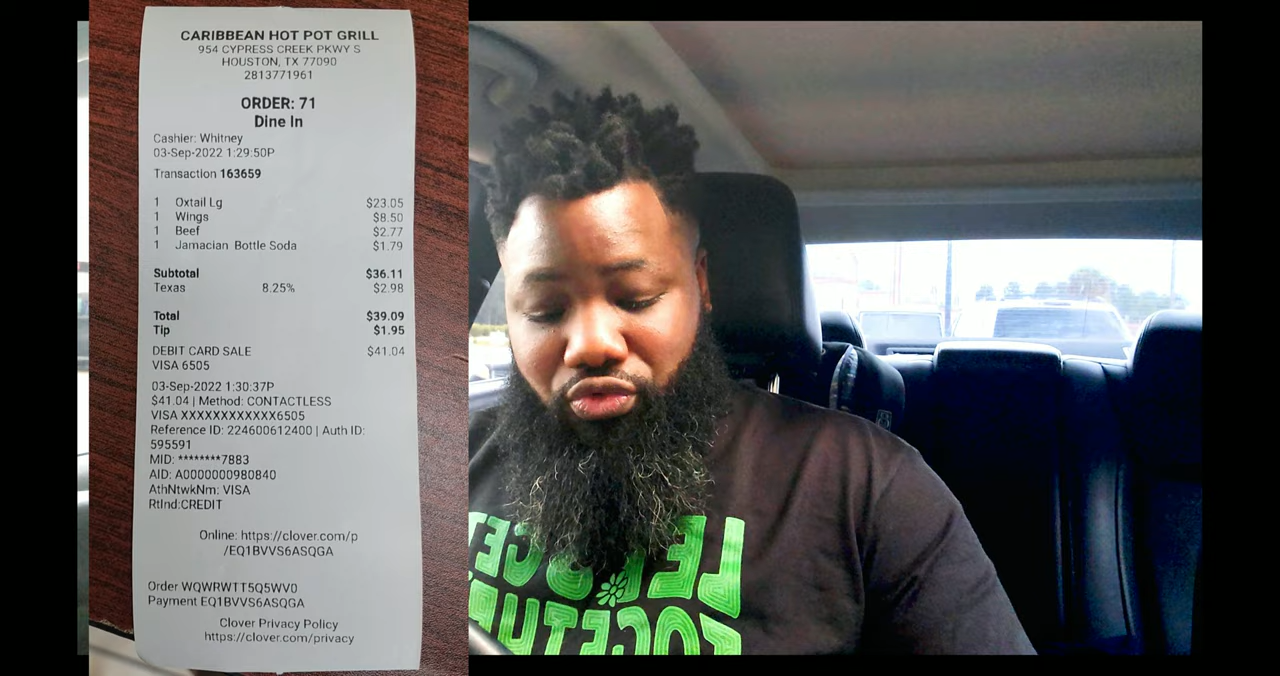 CARIBBEAN HOT POT GRILL
954 CYPRESS CREEK PKWY S
HOUSTON, TX 77090
2813771961
ORDER: 71
Dine In
Cashier: Whitney
03-Sep-2022 1:29:50P
Transaction 163659
1 Oxtail Lg $23.05
1 Wings $8.50
1 Beef $2.77
1 Jamacian Bottle Soda $1.79
Subtotal $36.11
Texas 8.25% $2.98
Total $39.09
Tip $1.95
DEBIT CARD SALE $41.04
VISA 6505
03-Sep-2022 1:30:37P
$41.04 | Method: CONTACTLESS
VISA XXXXXXXXXXXX6505
Reference ID: 224600612400 | Auth ID:
595591
MID: ********7883
AID: A0000000980840
AthNtwkNm: VISA
RtInd:CREDIT
Online: https://clover.com/p
/EQ1BVVS6ASQGA
Order WQWRWTT5Q5WV0
Payment EQ1BVVS6ASQGA
Clover Privacy Policy
https://clover.com/privacy